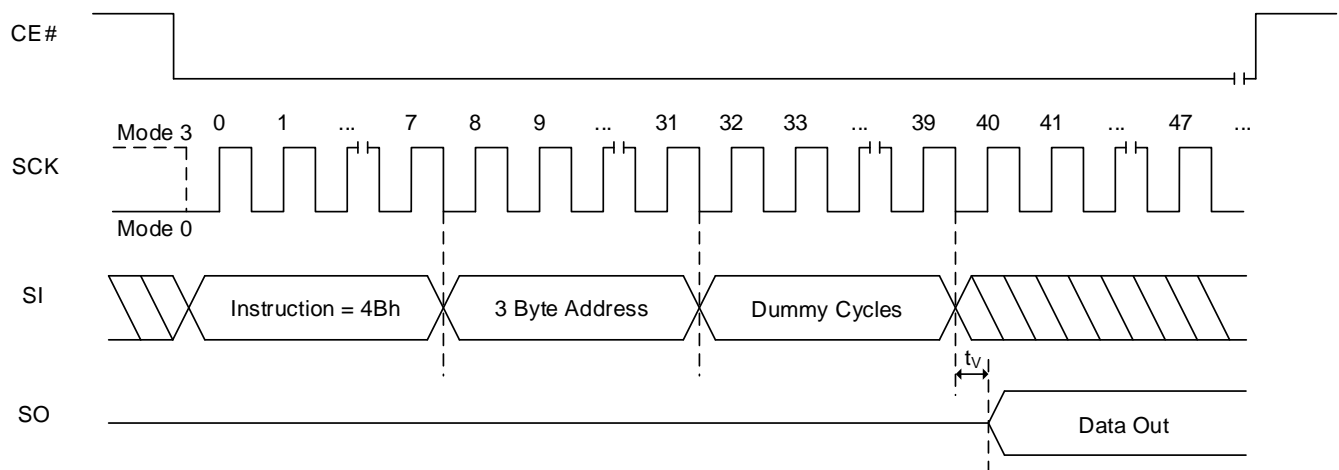 CE#
Mode 3 0 1 ... 7 8 9 ... 31 32 33 ... 39 40 41 ... 47 ...
SCK
Mode 0
SI Instruction = 4Bh 3 Byte Address Dummy Cycles
tV
SO Data Out